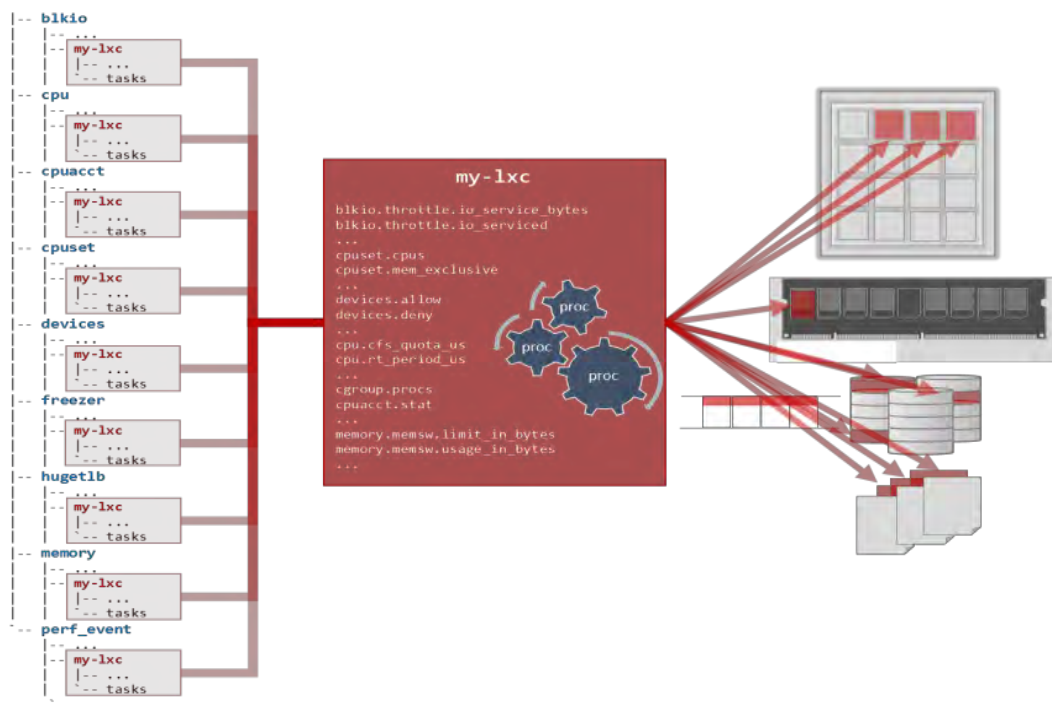 |-- blkio
|-- ...
|-- my-lxc
|-- ...
`-- tasks
|-- cpu
|-- ...
|-- my-lxc
|-- ...
`-- tasks
|-- cpuacct
|-- ...
|-- my-lxc
|-- ...
`-- tasks
|-- cpuset
|-- ...
|-- my-lxc
|-- ...
`-- tasks
|-- devices
|-- ...
|-- my-lxc
|-- ...
`-- tasks
|-- freezer
|-- ...
|-- my-lxc
|-- ...
`-- tasks
|-- hugetlb
|-- ...
|-- my-lxc
|-- ...
`-- tasks
|-- memory
|-- ...
|-- my-lxc
|-- ...
`-- tasks
`-- perf_event
|-- ...
|-- my-lxc
|-- ...
`-- tasks
my-lxc
blkio.throttle.io_service_bytes
blkio.throttle.io_serviced
...
cpuset.cpus
cpuset.mem_exclusive
...
devices.allow
devices.deny
...
cpu.cfs_quota_us
cpu.rt_period_us
...
cgroup.procs
cpuacct.stat
...
memory.memsw.limit_in_bytes
memory.memsw.usage_in_bytes
...
proc
proc
proc